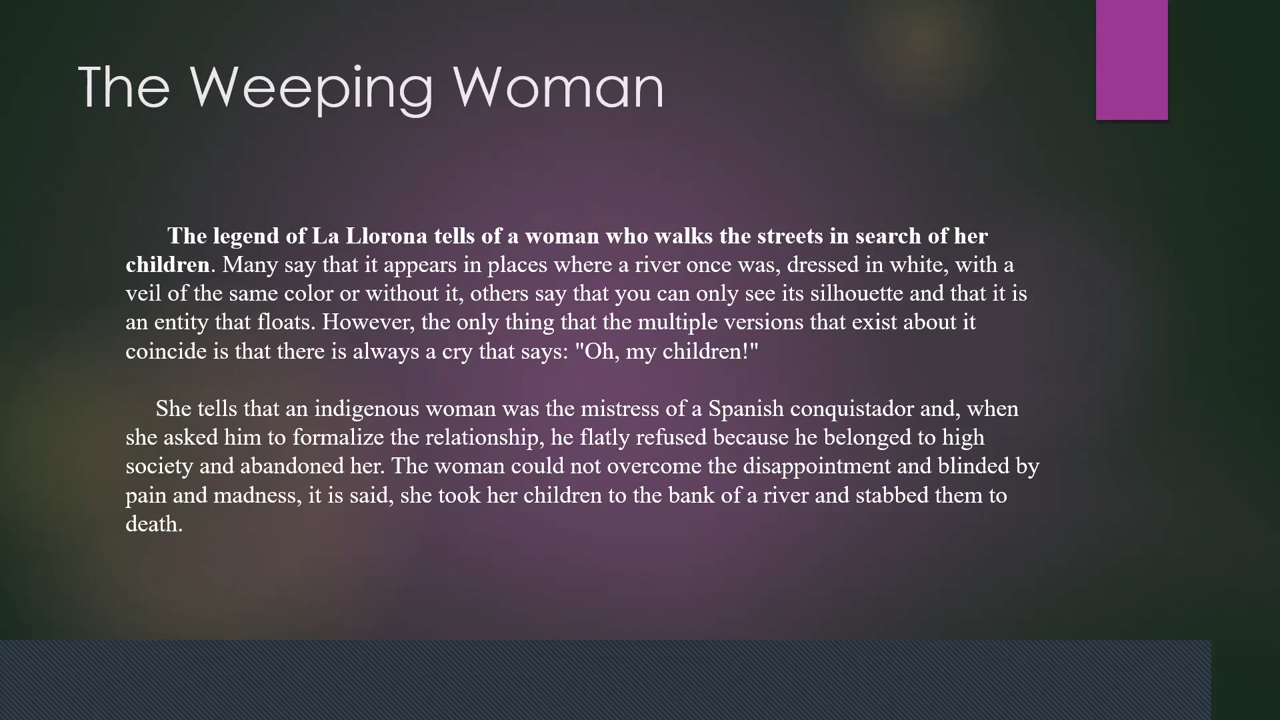 The Weeping Woman
The legend of La Llorona tells of a woman who walks the streets in search of her
children. Many say that it appears in places where a river once was, dressed in white, with a
veil of the same color or without it, others say that you can only see its silhouette and that it is
an entity that floats. However, the only thing that the multiple versions that exist about it
coincide is that there is always a cry that says: "Oh, my children!"
She tells that an indigenous woman was the mistress of a Spanish conquistador and, when
she asked him to formalize the relationship, he flatly refused because he belonged to high
society and abandoned her. The woman could not overcome the disappointment and blinded by
pain and madness, it is said, she took her children to the bank of a river and stabbed them to
death.